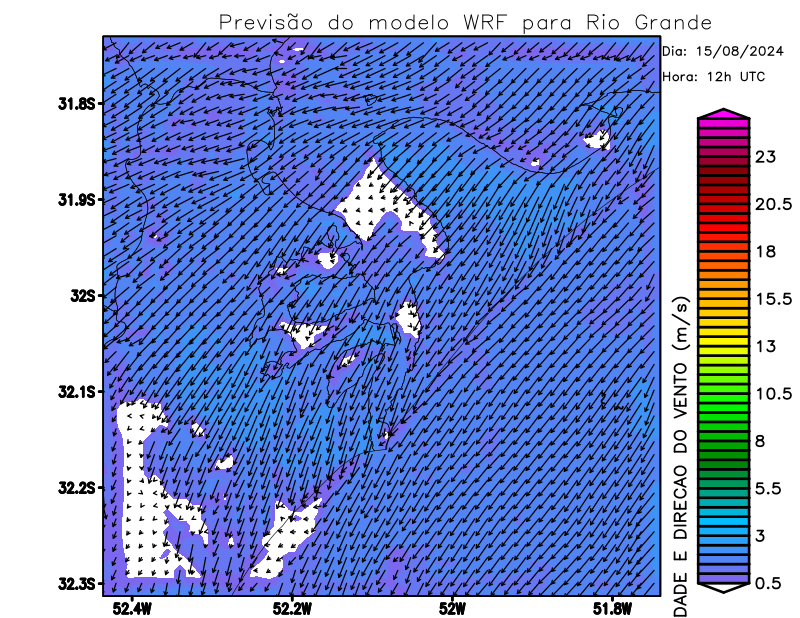 Previsão do modelo WRF para Rio Grande
Dia: 15/08/2024
Hora: 12h UTC
31.8S
31.9S
32S
32.1S
32.2S
32.3S
52.4W
52.2W
52W
51.8W
23
20.5
18
15.5
13
10.5
8
5.5
3
0.5
DADE E DIRECAO DO VENTO (m/s)